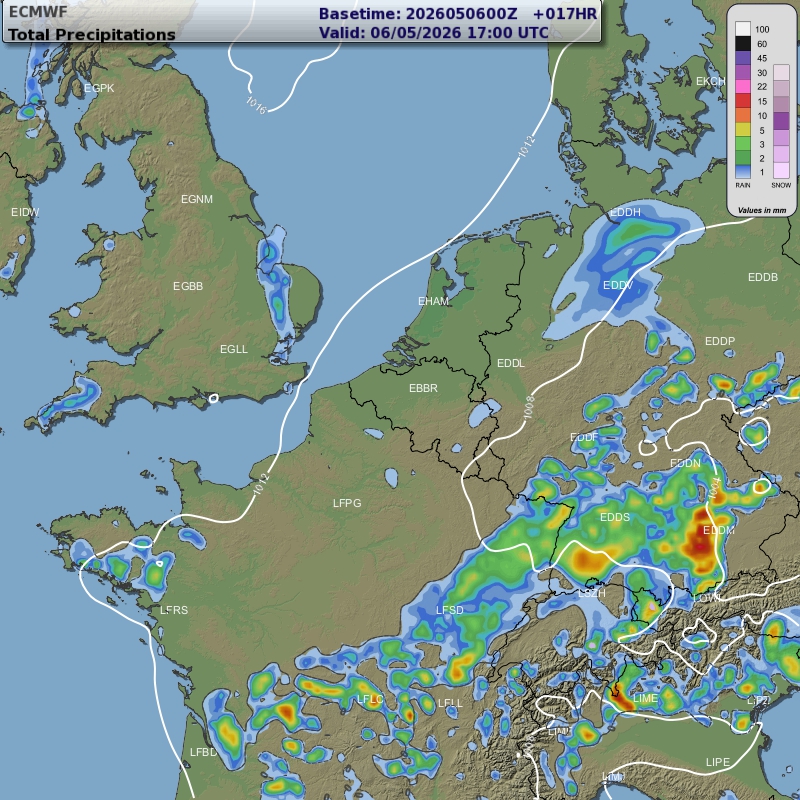 ECMWF
Basetime: 2026050600Z +017HR
Total Precipitations
Valid: 06/05/2026 17:00 UTC
100
60
45
30
22
15
10
5
3
2
1
RAIN
SNOW
Values in mm
EGPK
EKCH
1016
1012
EGNM
EIDW
EDDH
EGBB
EDDV
EDDB
EHAM
EGLL
EDDP
EDDL
EBBR
1008
EDDF
EDDN
1012
1004
LFPG
EDDS
EDDM
LSZH
LOWI
LFRS
LFSD
LFLC
LFLL
LIME
LIPZ
LFBD
LIPE